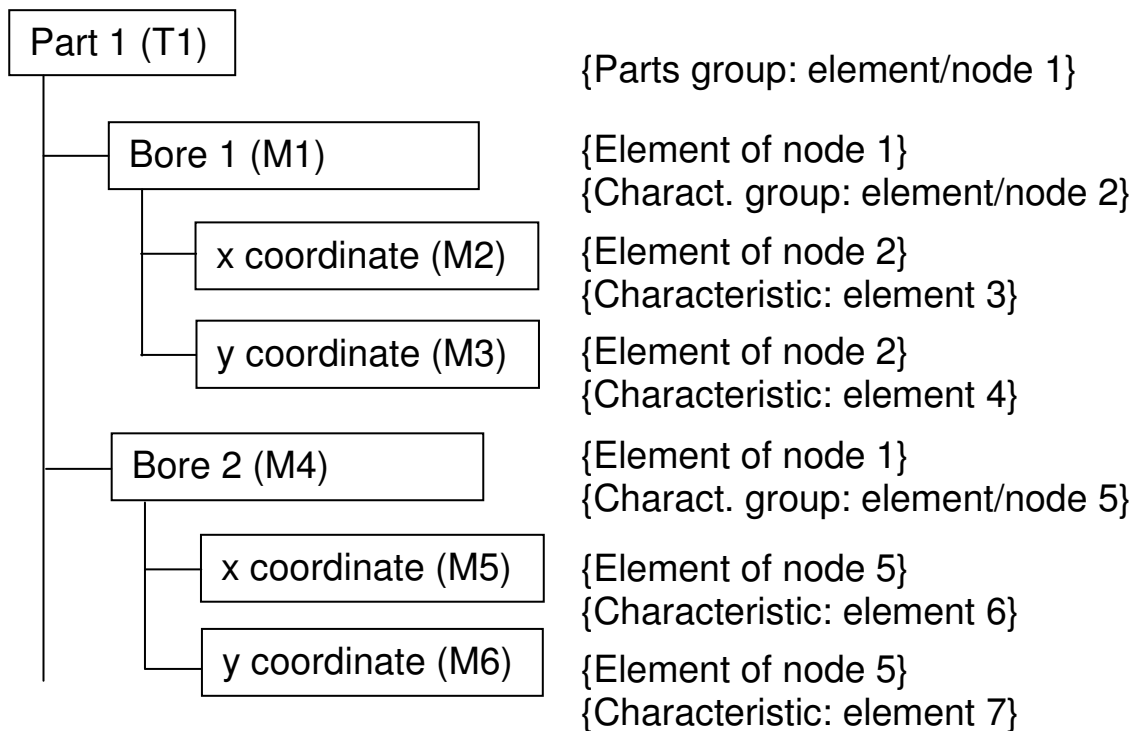 Part 1 (T1)
{Parts group: element/node 1}
Bore 1 (M1)
{Element of node 1}
{Charact. group: element/node 2}
x coordinate (M2)
{Element of node 2}
{Characteristic: element 3}
y coordinate (M3)
{Element of node 2}
{Characteristic: element 4}
Bore 2 (M4)
{Element of node 1}
{Charact. group: element/node 5}
x coordinate (M5)
{Element of node 5}
{Characteristic: element 6}
y coordinate (M6)
{Element of node 5}
{Characteristic: element 7}